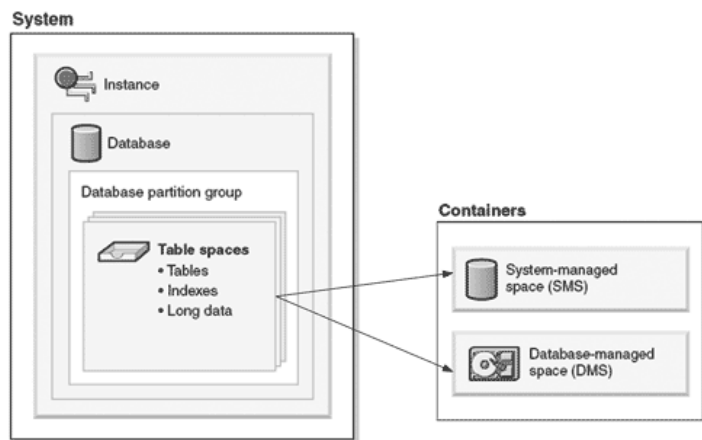 System
Instance
Database
Database partition group
Table spaces
• Tables
• Indexes
• Long data
Containers
System-managed
space (SMS)
Database-managed
space (DMS)